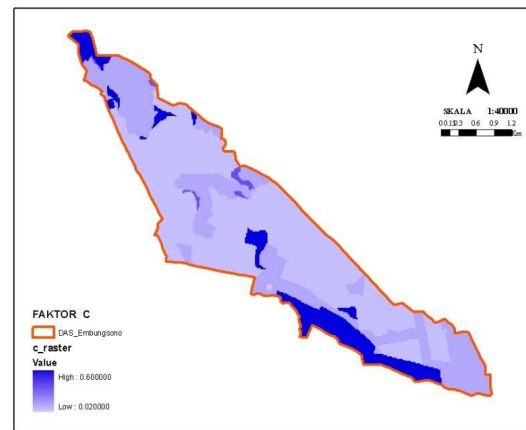 N
SKALA 1:40000
0 0.15 0.3 0.6 0.9 1.2
Km
FAKTOR C
DAS_Embungsono
c_raster
Value
High : 0.600000
Low : 0.020000